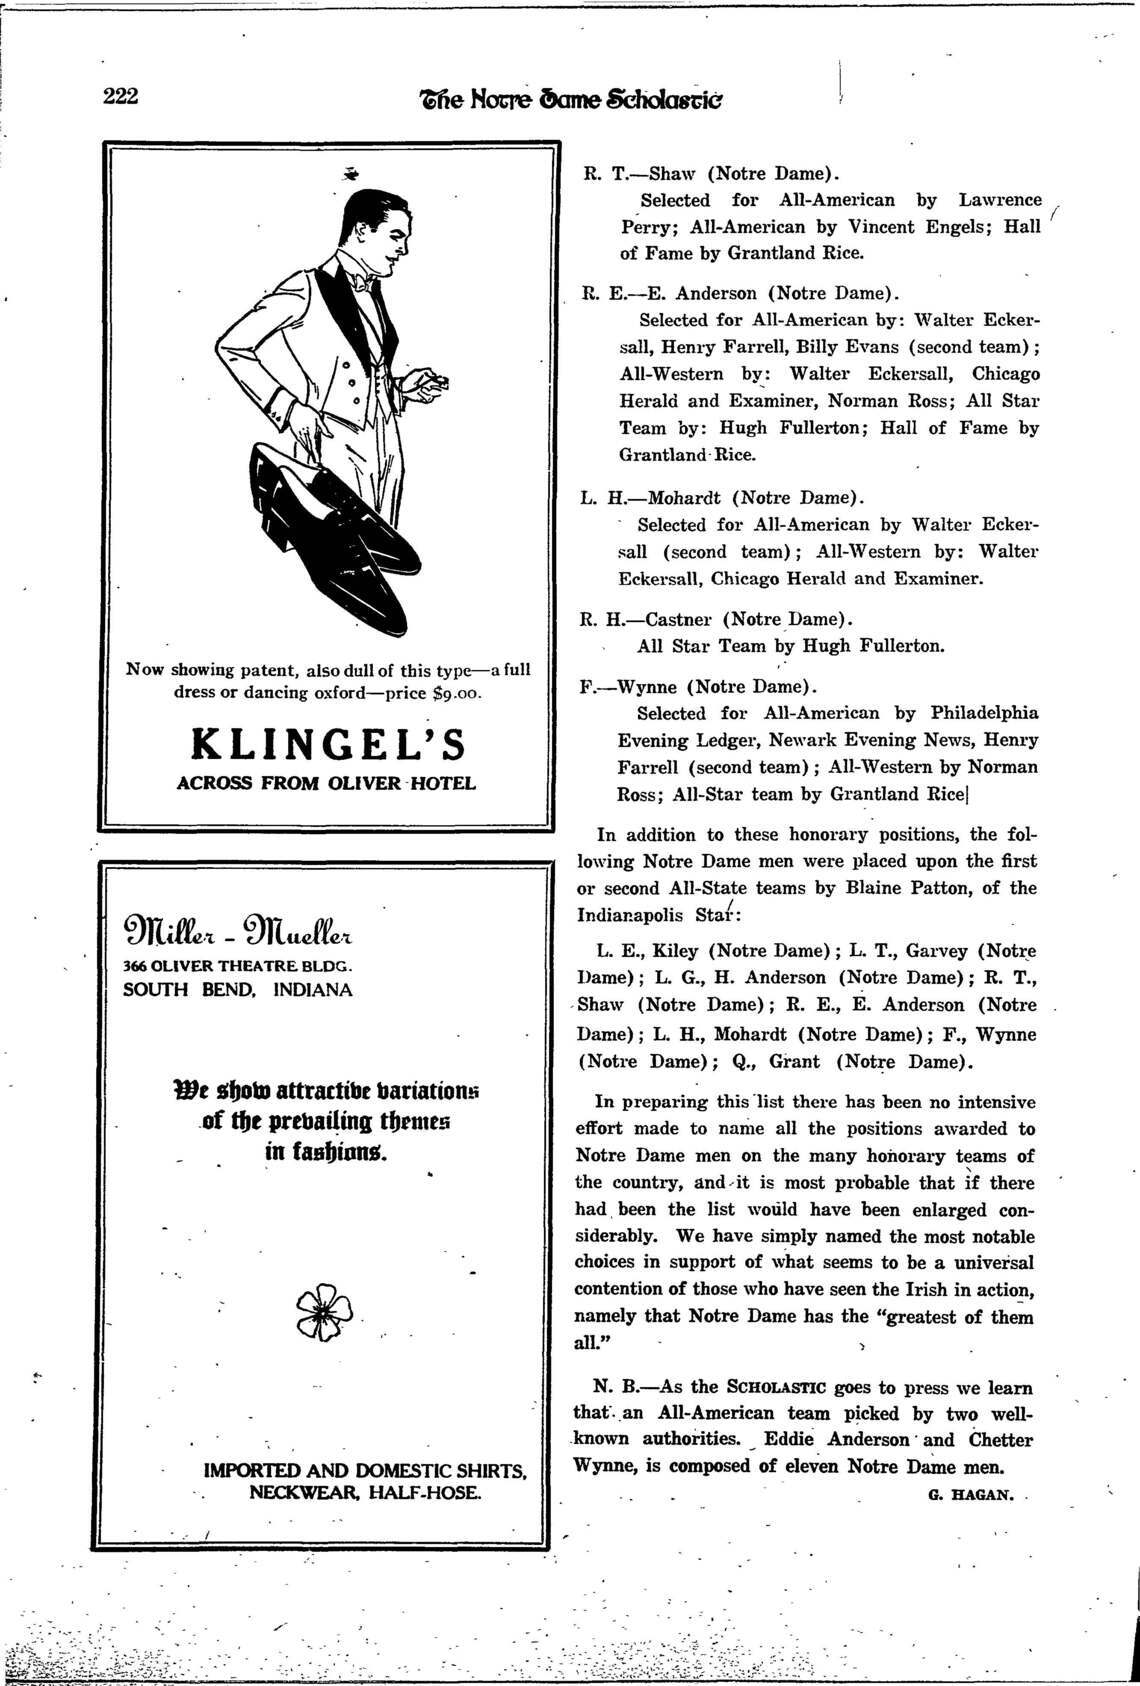 222
The Notre Dame Scholastic
Now showing patent, also dull of this type—a full
dress or dancing oxford—price $9.00.
KLINGEL'S
ACROSS FROM OLIVER HOTEL
Miller - Mueller
366 OLIVER THEATRE BLDG.
SOUTH BEND, INDIANA
We show attractive variations
of the prevailing themes
in fashions.
IMPORTED AND DOMESTIC SHIRTS,
NECKWEAR, HALF-HOSE.
R. T.—Shaw (Notre Dame).
Selected for All-American by Lawrence
Perry; All-American by Vincent Engels; Hall
of Fame by Grantland Rice.
R. E.—E. Anderson (Notre Dame).
Selected for All-American by: Walter Ecker-
sall, Henry Farrell, Billy Evans (second team);
All-Western by: Walter Eckersall, Chicago
Herald and Examiner, Norman Ross; All Star
Team by: Hugh Fullerton; Hall of Fame by
Grantland Rice.
L. H.—Mohardt (Notre Dame).
Selected for All-American by Walter Ecker-
sall (second team); All-Western by: Walter
Eckersall, Chicago Herald and Examiner.
R. H.—Castner (Notre Dame).
All Star Team by Hugh Fullerton.
F.—Wynne (Notre Dame).
Selected for All-American by Philadelphia
Evening Ledger, Newark Evening News, Henry
Farrell (second team); All-Western by Norman
Ross; All-Star team by Grantland Rice|
In addition to these honorary positions, the fol-
lowing Notre Dame men were placed upon the first
or second All-State teams by Blaine Patton, of the
Indianapolis Star:
L. E., Kiley (Notre Dame); L. T., Garvey (Notre
Dame); L. G., H. Anderson (Notre Dame); R. T.,
Shaw (Notre Dame); R. E., E. Anderson (Notre
Dame); L. H., Mohardt (Notre Dame); F., Wynne
(Notre Dame); Q., Grant (Notre Dame).
In preparing this list there has been no intensive
effort made to name all the positions awarded to
Notre Dame men on the many honorary teams of
the country, and it is most probable that if there
had been the list would have been enlarged con-
siderably. We have simply named the most notable
choices in support of what seems to be a universal
contention of those who have seen the Irish in action,
namely that Notre Dame has the "greatest of them
all."
N. B.—As the SCHOLASTIC goes to press we learn
that an All-American team picked by two well-
known authorities. Eddie Anderson and Chetter
Wynne, is composed of eleven Notre Dame men.
G. HAGAN.